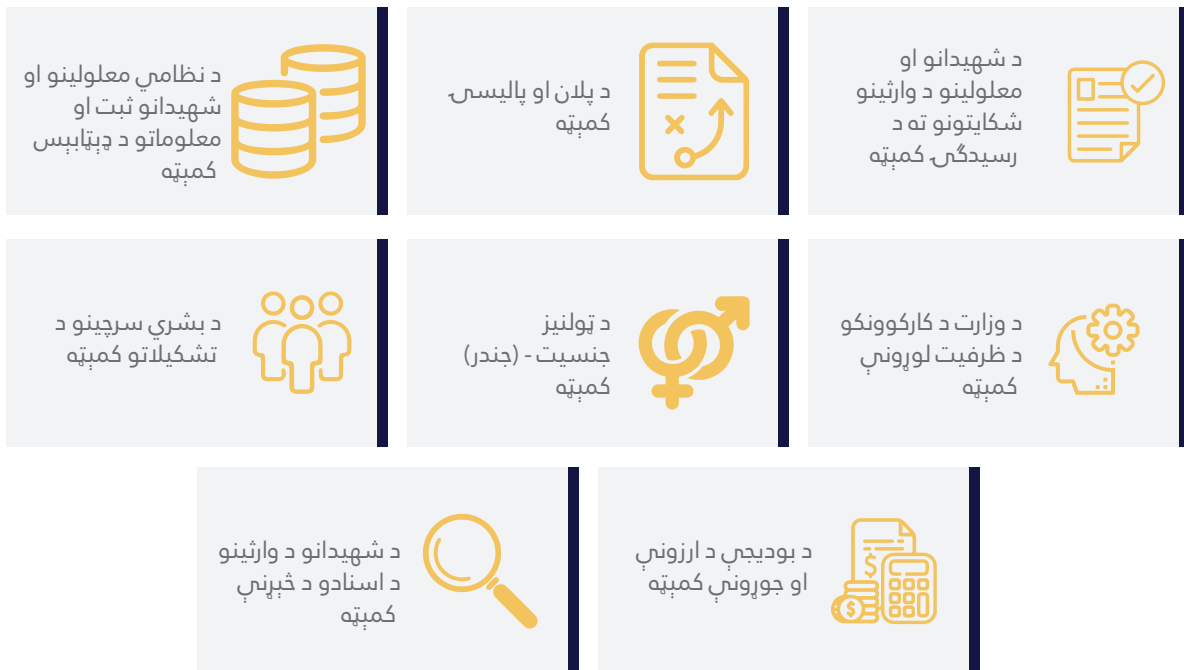 د شهیدانو او
معلولینو د وارثینو
شکایتونو ته د
رسیدګۍ کمېټه
د پلان او پالیسۍ
کمېټه
د نظامي معلولینو او
شهیدانو ثبت او
معلوماتو د ډېټابېس
کمېټه
د وزارت د کارکوونکو
د ظرفیت لوړونې
کمېټه
د ټولنیز
جنسیت - (جندر)
کمېټه
د بشري سرچینو د
تشکیلاتو کمېټه
د بودیجې د ارزونې
او جوړونې کمېټه
د شهیدانو د وارثینو
د اسنادو د څېړنې
کمېټه